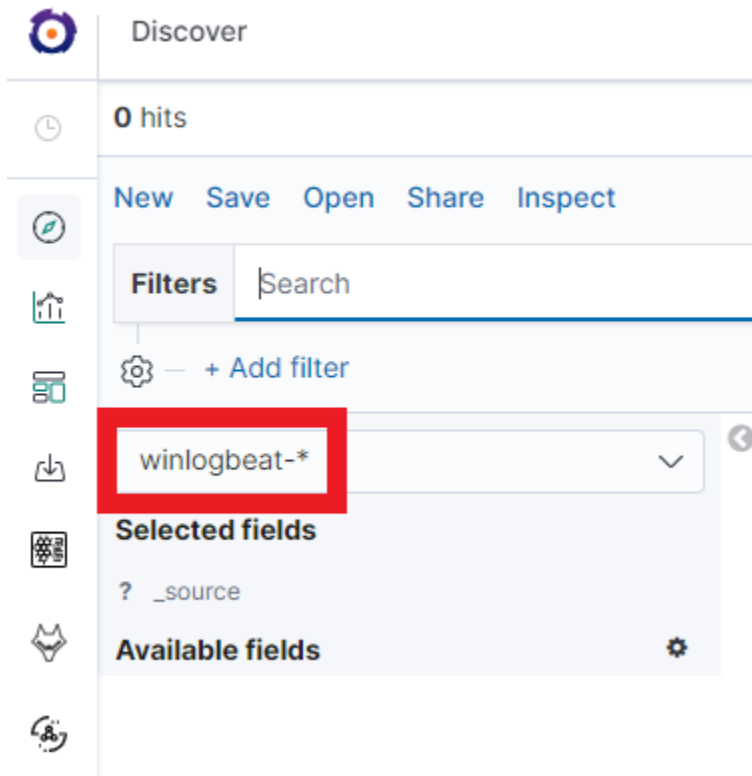 Discover
0 hits
New Save Open Share Inspect
Filters Search
+ Add filter
winlogbeat-*
Selected fields
? _source
Available fields